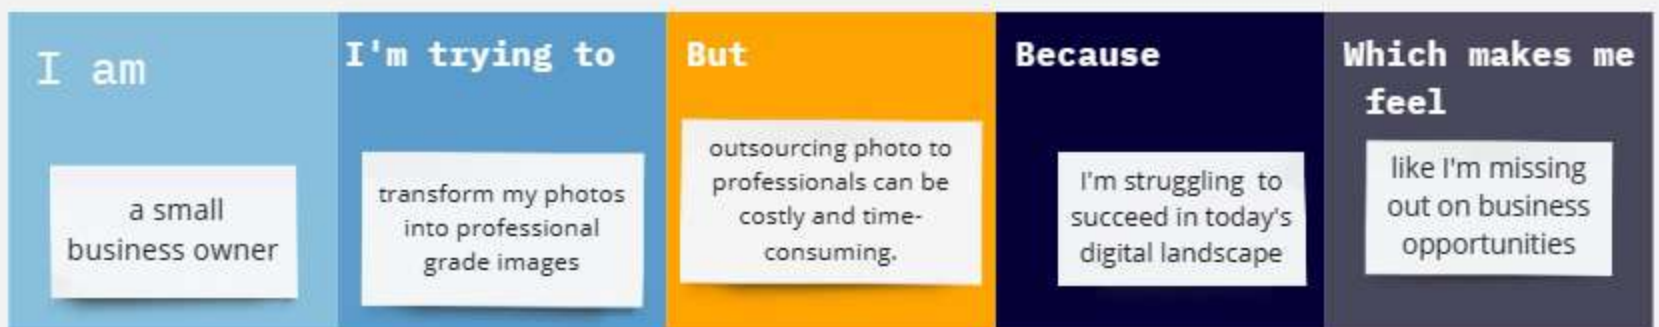 I am
a small
business owner
I'm trying to
transform my photos
into professional
grade images
But
outsourcing photo to
professionals can be
costly and time-
consuming.
Because
I'm struggling to
succeed in today's
digital landscape
Which makes me
feel
like I'm missing
out on business
opportunities